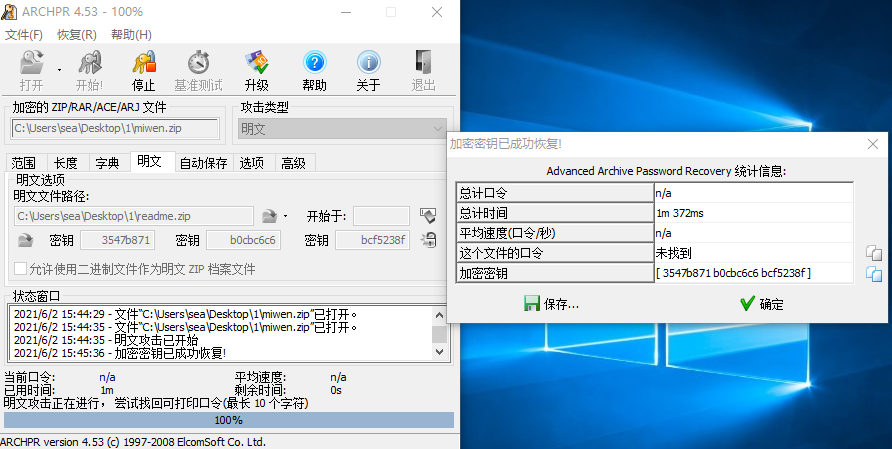 ARCHPR 4.53 - 100%
文件(F) 恢复(R) 帮助(H)
打开 开始! 停止 基准测试 升级 帮助 关于 退出
加密的 ZIP/RAR/ACE/ARJ 文件
攻击类型
C:\Users\sea\Desktop\1\miwen.zip
明文
范围 长度 字典 明文 自动保存 选项 高级
明文选项
明文文件路径:
C:\Users\sea\Desktop\1\readme.zip
开始于:
密钥 3547b871 密钥 b0cbc6c6 密钥 bcf5238f
允许使用二进制文件作为明文 ZIP 档案文件
状态窗口
2021/6/2 15:44:29 - 文件"C:\Users\sea\Desktop\1\miwen.zip"已打开。
2021/6/2 15:44:35 - 文件"C:\Users\sea\Desktop\1\miwen.zip"已打开。
2021/6/2 15:44:35 - 明文攻击已开始
2021/6/2 15:45:36 - 加密密钥已成功恢复!
当前口令: n/a 平均速度: n/a
已用时间: 1m 剩余时间: 0s
明文攻击正在进行，尝试找回可打印口令(最长 10 个字符)
100%
ARCHPR version 4.53 (c) 1997-2008 ElcomSoft Co. Ltd.
加密密钥已成功恢复!
Advanced Archive Password Recovery 统计信息:
总计口令 n/a
总计时间 1m 372ms
平均速度(口令/秒) n/a
这个文件的口令 未找到
加密密钥 [ 3547b871 b0cbc6c6 bcf5238f ]
保存... 确定